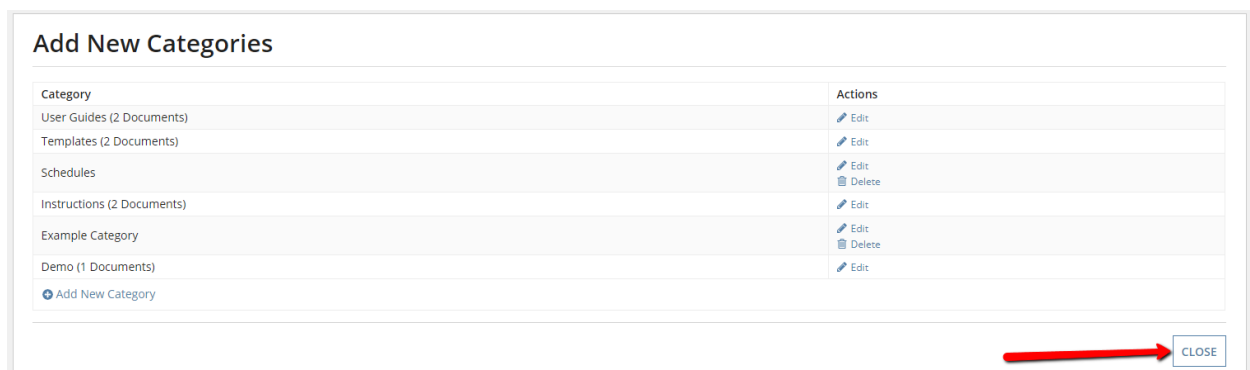 Add New Categories
Category Actions
User Guides (2 Documents) Edit
Templates (2 Documents) Edit
Schedules Edit
Delete
Instructions (2 Documents) Edit
Example Category Edit
Delete
Demo (1 Documents) Edit
Add New Category
CLOSE